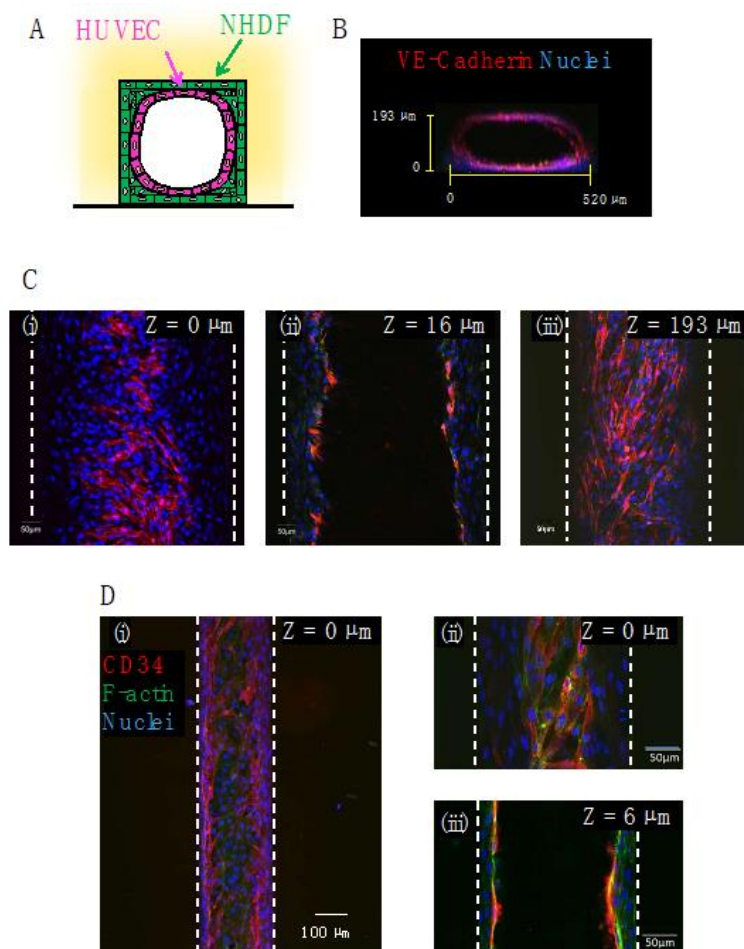 A
HUVEC
NHDF
B
VE-Cadherin Nuclei
193 μm
0
0
520 μm
C
(i)
Z = 0 μm
50μm
(ii)
Z = 16 μm
50μm
(iii)
Z = 193 μm
50μm
D
(i)
Z = 0 μm
CD34
F-actin
Nuclei
100 μm
(ii)
Z = 0 μm
50μm
(iii)
Z = 6 μm
50μm